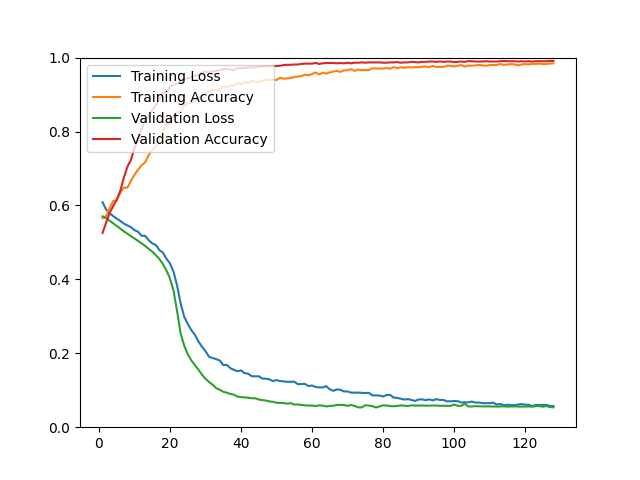 1.0
0.8
0.6
0.4
0.2
0.0
Training Loss
Training Accuracy
Validation Loss
Validation Accuracy
0 20 40 60 80 100 120